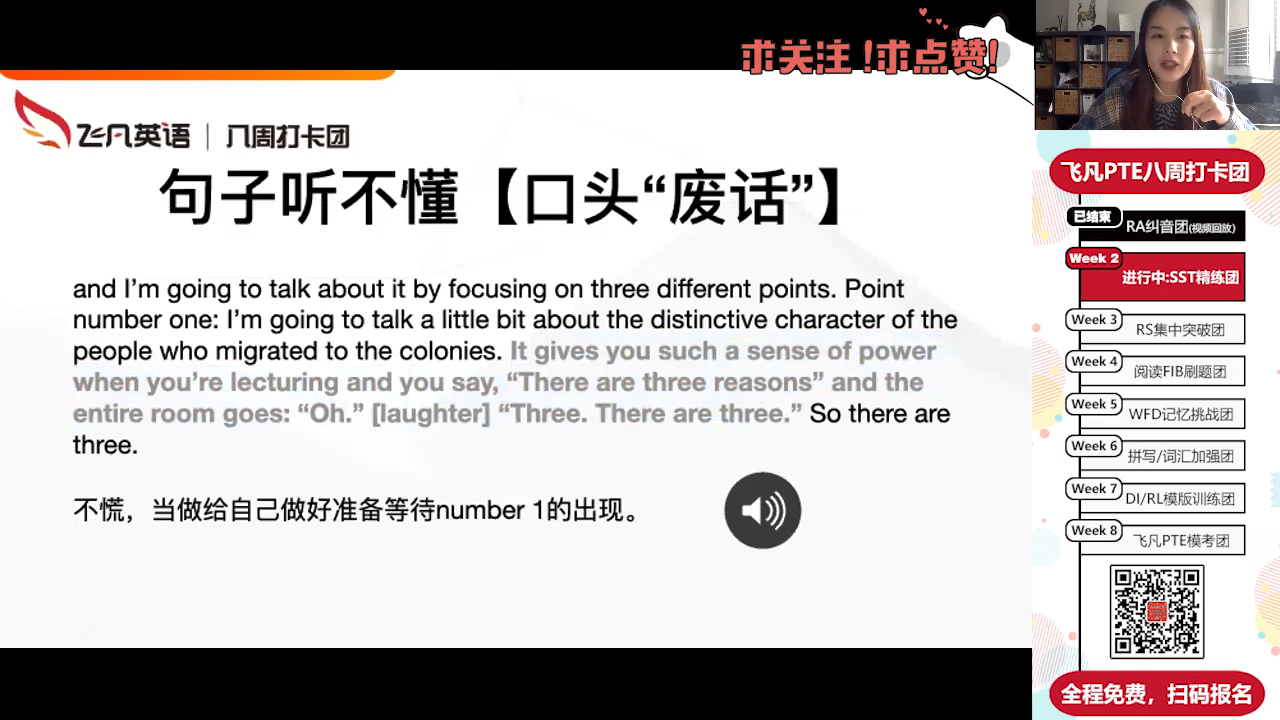 求关注！求点赞！
飞凡英语 | 八周打卡团
句子听不懂【口头“废话”】
and I’m going to talk about it by focusing on three different points. Point
number one: I’m going to talk a little bit about the distinctive character of the
people who migrated to the colonies. It gives you such a sense of power
when you’re lecturing and you say, “There are three reasons” and the
entire room goes: “Oh.” [laughter] “Three. There are three.” So there are
three.
不慌，当做给自己做好准备等待number 1的出现。
飞凡PTE八周打卡团
已结束
RA纠音团(视频回放)
Week 2
进行中:SST精练团
Week 3
RS集中突破团
Week 4
阅读FIB刷题团
Week 5
WFD记忆挑战团
Week 6
拼写/词汇加强团
Week 7
DI/RL模版训练团
Week 8
飞凡PTE模考团
全程免费，扫码报名